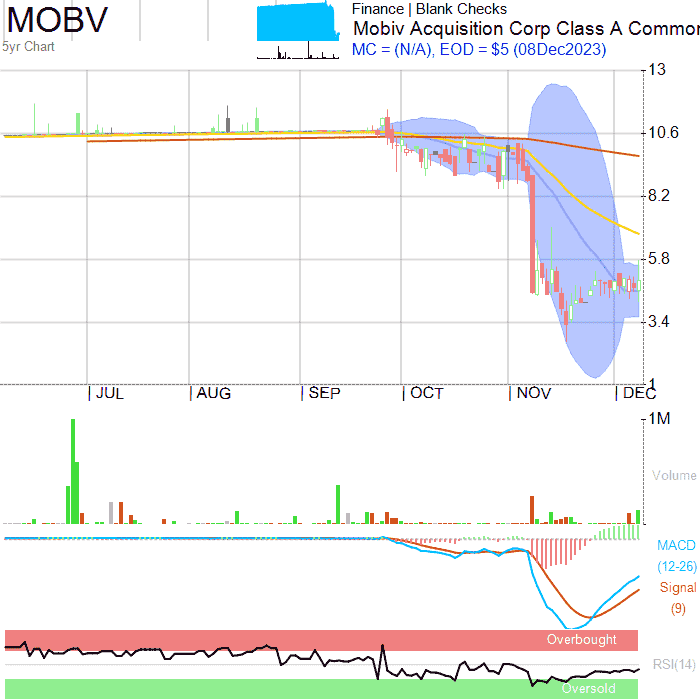 MOBV
5yr Chart
Finance | Blank Checks
Mobiv Acquisition Corp Class A Common
MC = (N/A), EOD = $5 (08Dec2023)
13
10.6
8.2
5.8
3.4
1
JUL AUG SEP OCT NOV DEC
1M
Volume
MACD
(12-26)
Signal
(9)
Overbought
RSI(14)
Oversold